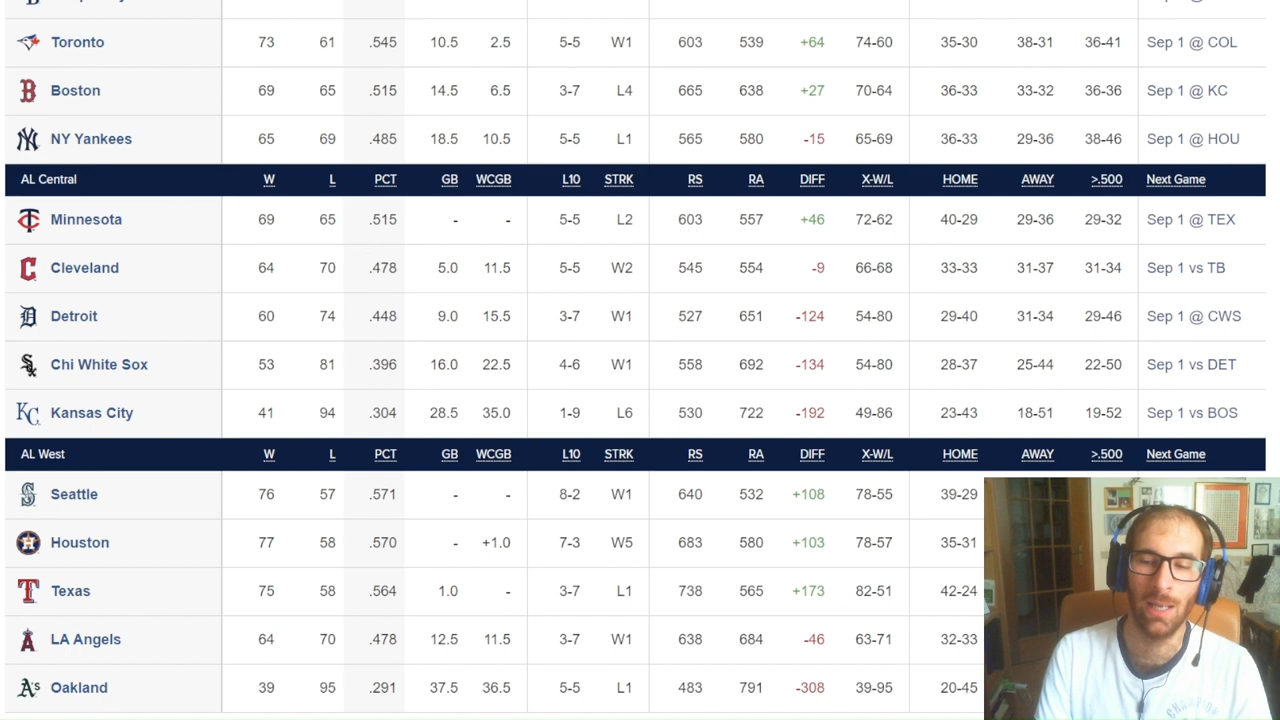 Toronto 73 61 .545 10.5 2.5 5-5 W1 603 539 +64 74-60 35-30 38-31 36-41 Sep 1 @ COL
Boston 69 65 .515 14.5 6.5 3-7 L4 665 638 +27 70-64 36-33 33-32 36-36 Sep 1 @ KC
NY Yankees 65 69 .485 18.5 10.5 5-5 L1 565 580 -15 65-69 36-33 29-36 38-46 Sep 1 @ HOU
AL Central W L PCT GB WCGB L10 STRK RS RA DIFF X-W/L HOME AWAY >.500 Next Game
Minnesota 69 65 .515 - - 5-5 L2 603 557 +46 72-62 40-29 29-36 29-32 Sep 1 @ TEX
Cleveland 64 70 .478 5.0 11.5 5-5 W2 545 554 -9 66-68 33-33 31-37 31-34 Sep 1 vs TB
Detroit 60 74 .448 9.0 15.5 3-7 W1 527 651 -124 54-80 29-40 31-34 29-46 Sep 1 @ CWS
Chi White Sox 53 81 .396 16.0 22.5 4-6 W1 558 692 -134 54-80 28-37 25-44 22-50 Sep 1 vs DET
Kansas City 41 94 .304 28.5 35.0 1-9 L6 530 722 -192 49-86 23-43 18-51 19-52 Sep 1 vs BOS
AL West W L PCT GB WCGB L10 STRK RS RA DIFF X-W/L HOME AWAY >.500 Next Game
Seattle 76 57 .571 - - 8-2 W1 640 532 +108 78-55 39-29
Houston 77 58 .570 - +1.0 7-3 W5 683 580 +103 78-57 35-31
Texas 75 58 .564 1.0 - 3-7 L1 738 565 +173 82-51 42-24
LA Angels 64 70 .478 12.5 11.5 3-7 W1 638 684 -46 63-71 32-33
Oakland 39 95 .291 37.5 36.5 5-5 L1 483 791 -308 39-95 20-45